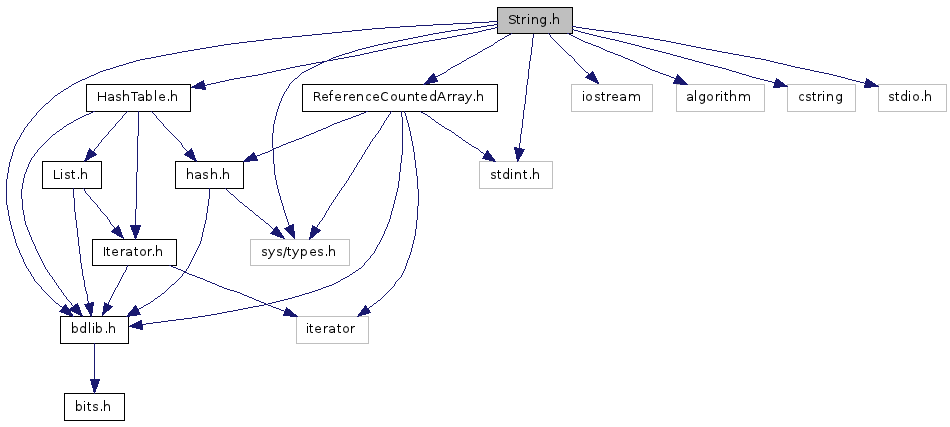 String.h
HashTable.h
ReferenceCountedArray.h
iostream
algorithm
cstring
stdio.h
List.h
hash.h
stdint.h
Iterator.h
sys/types.h
bdlib.h
iterator
bits.h